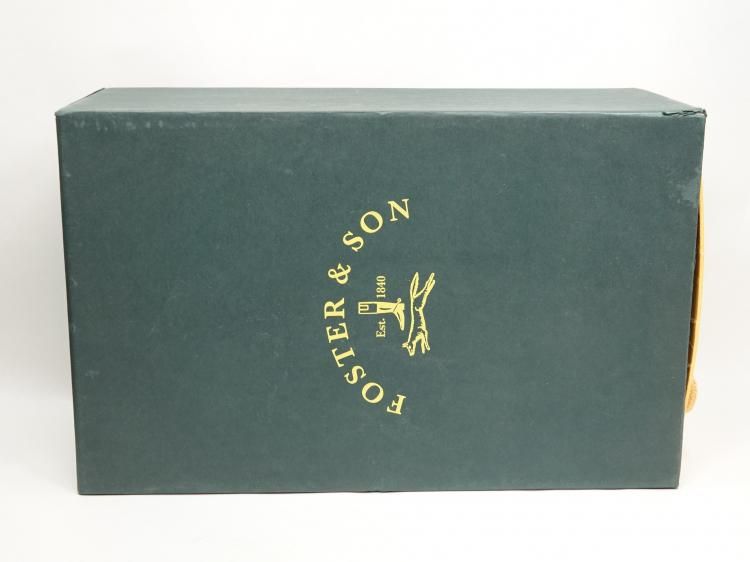 FOSTER & SON
Est. 1840